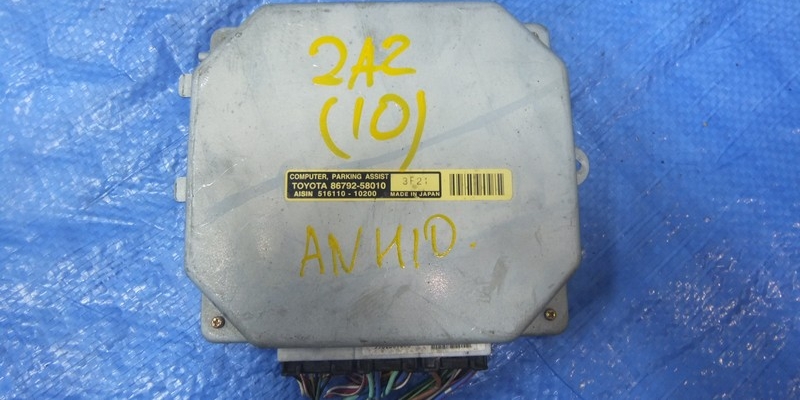 2A2
(10)
COMPUTER, PARKING ASSIST
TOYOTA 86792-58010
3F21
AISIN 516110-10200
MADE IN JAPAN
ANH10.